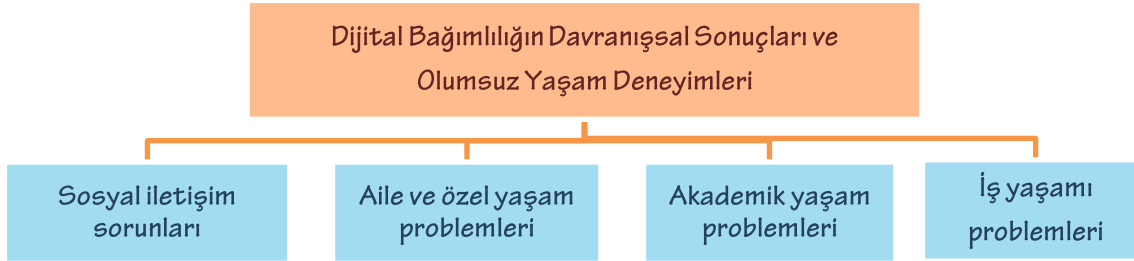 Dijital Bağımlılığın Davranışsal Sonuçları ve
Olumsuz Yaşam Deneyimleri
Sosyal iletişim
sorunları
Aile ve özel yaşam
problemleri
Akademik yaşam
problemleri
İş yaşamı
problemleri